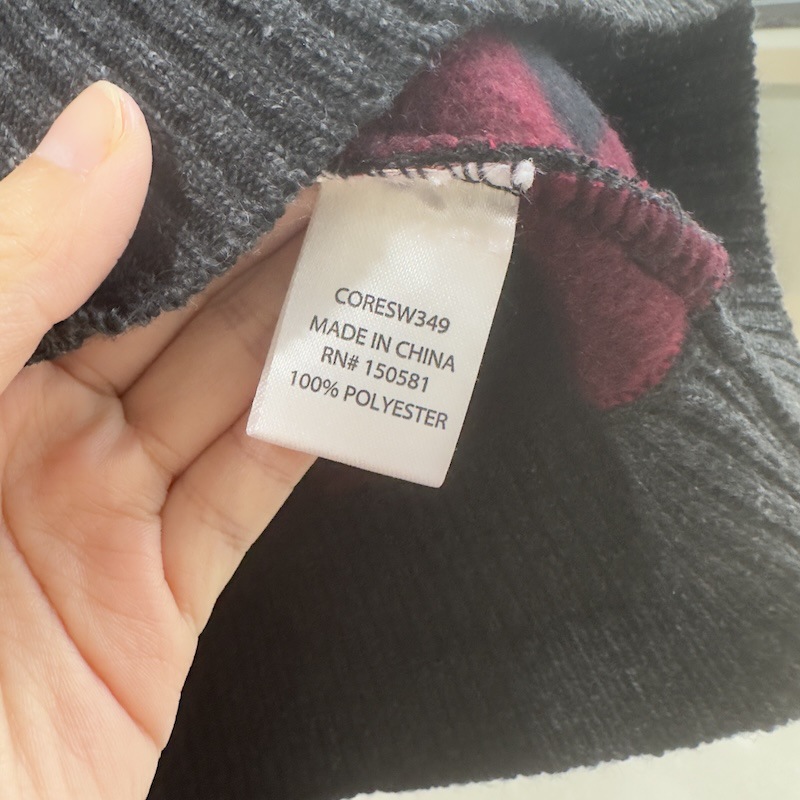 CORESW349
MADE IN CHINA
RN# 150581
100% POLYESTER